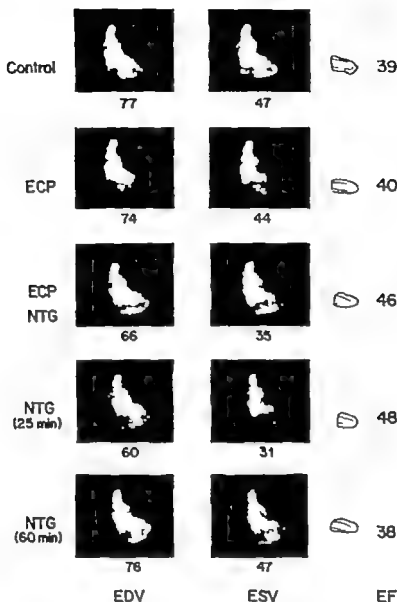 Control 39
77 47
ECP 40
74 44
ECP
NTG 46
66 35
NTG
(25 min) 48
60 31
NTG
(60 min) 38
76 47
EDV ESV EF